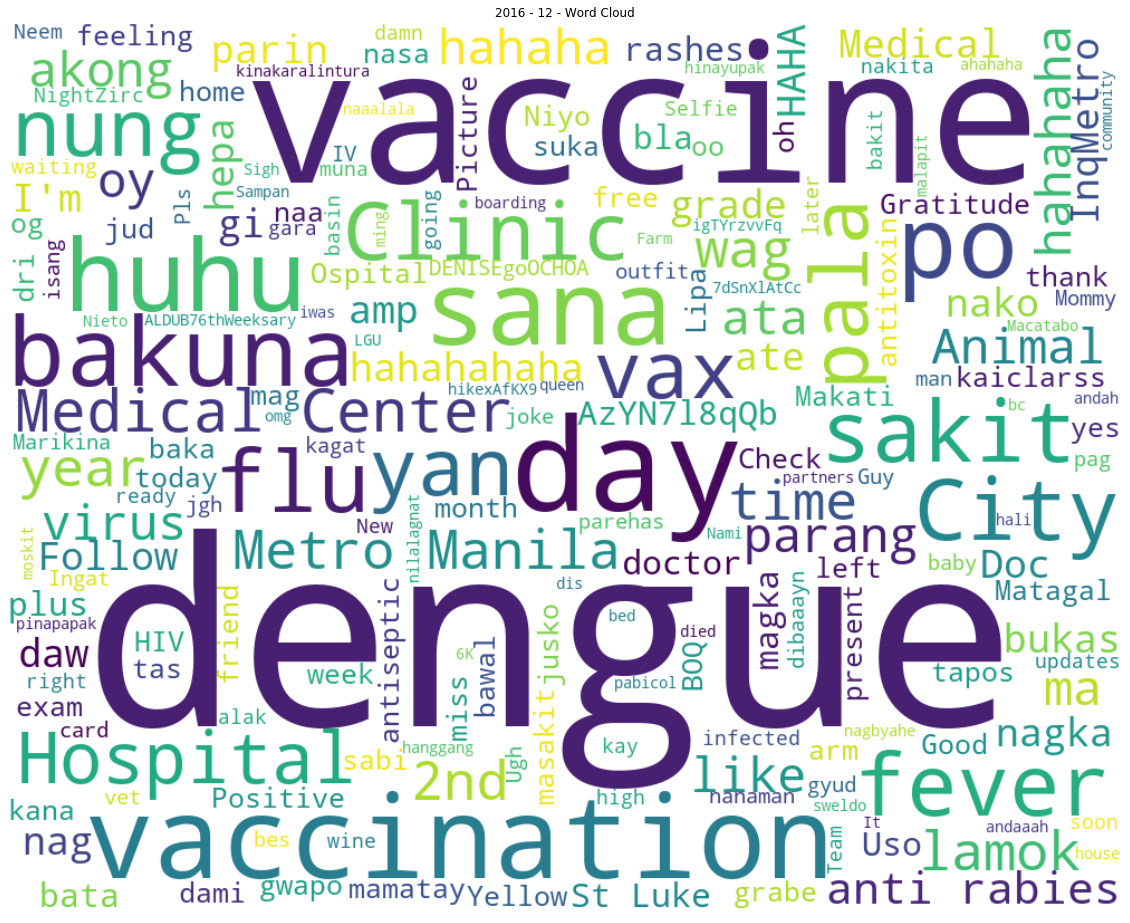 2016 - 12 - Word Cloud
Neem
feeling
parin
damn
nasa
hahaha
rashes
Medical
hahahaha
InqMetro
community
akong
kinakaralintura
NightZirc
home
vaccine
hinayupak
HAHA
nakita
ahahaha
nung
hepa
naaalala
Picture
Niyo
Selfie
bla
oo
oh
bakit
malapit
waiting
oy
Sigh
IV
muna
suka
I'm
Pls
Sampan
naa
basin
going
boarding
free
grade
later
Gratitude
og
jud
gi
gara
Clinic
ming
Farm
igTYrzvvFq
wag
pala
po
dri
isang
huhu
Ospital
DENISEgoOCHOA
outfit
Lipa
7dSnXlAtCc
antitoxin
thank
nako
Mommy
Nieto
ALDUB76thWeeksary
iwas
amp
sana
ata
Macatabo
LGU
bakuna
hahahahaha
vax
ate
Animal
hikexAfKX9
queen
man
kaiclarss
Medical Center
mag
omg
joke
AzYN7l8qQb
Makati
sakit
bc
andah
Marikina
baka
kagat
yes
year
today
flu
yan
day
Check
partners
Guy
pag
ready
jgh
month
time
City
virus
New
nilalagnat
parehas
Nami
parang
hali
moskit
Follow
Metro Manila
doctor
left
baby
Doc
Ingat
dis
Matagal
plus
pinapapak
HIV
friend
dengue
antiseptic
bed
died
magka
dibaaayn
present
bukas
daw
tas
week
6K
jusko
BOQ
tapos
updates
right
miss
bawal
pabicol
ma
exam
card
alak
masakit
hanggang
Ugh
kay
infected
nagbyahe
arm
Good
nagka
Hospital
sabi
2nd
like
gyud
fever
kana
vet
Positive
high
nanaman
sweldo
nag
vaccination
bes
wine
Team
It
Uso
andaaah
soon
lamok
house
bata
dami
gwapo
mamatay
Yellow
St Luke
grabe
anti rabies